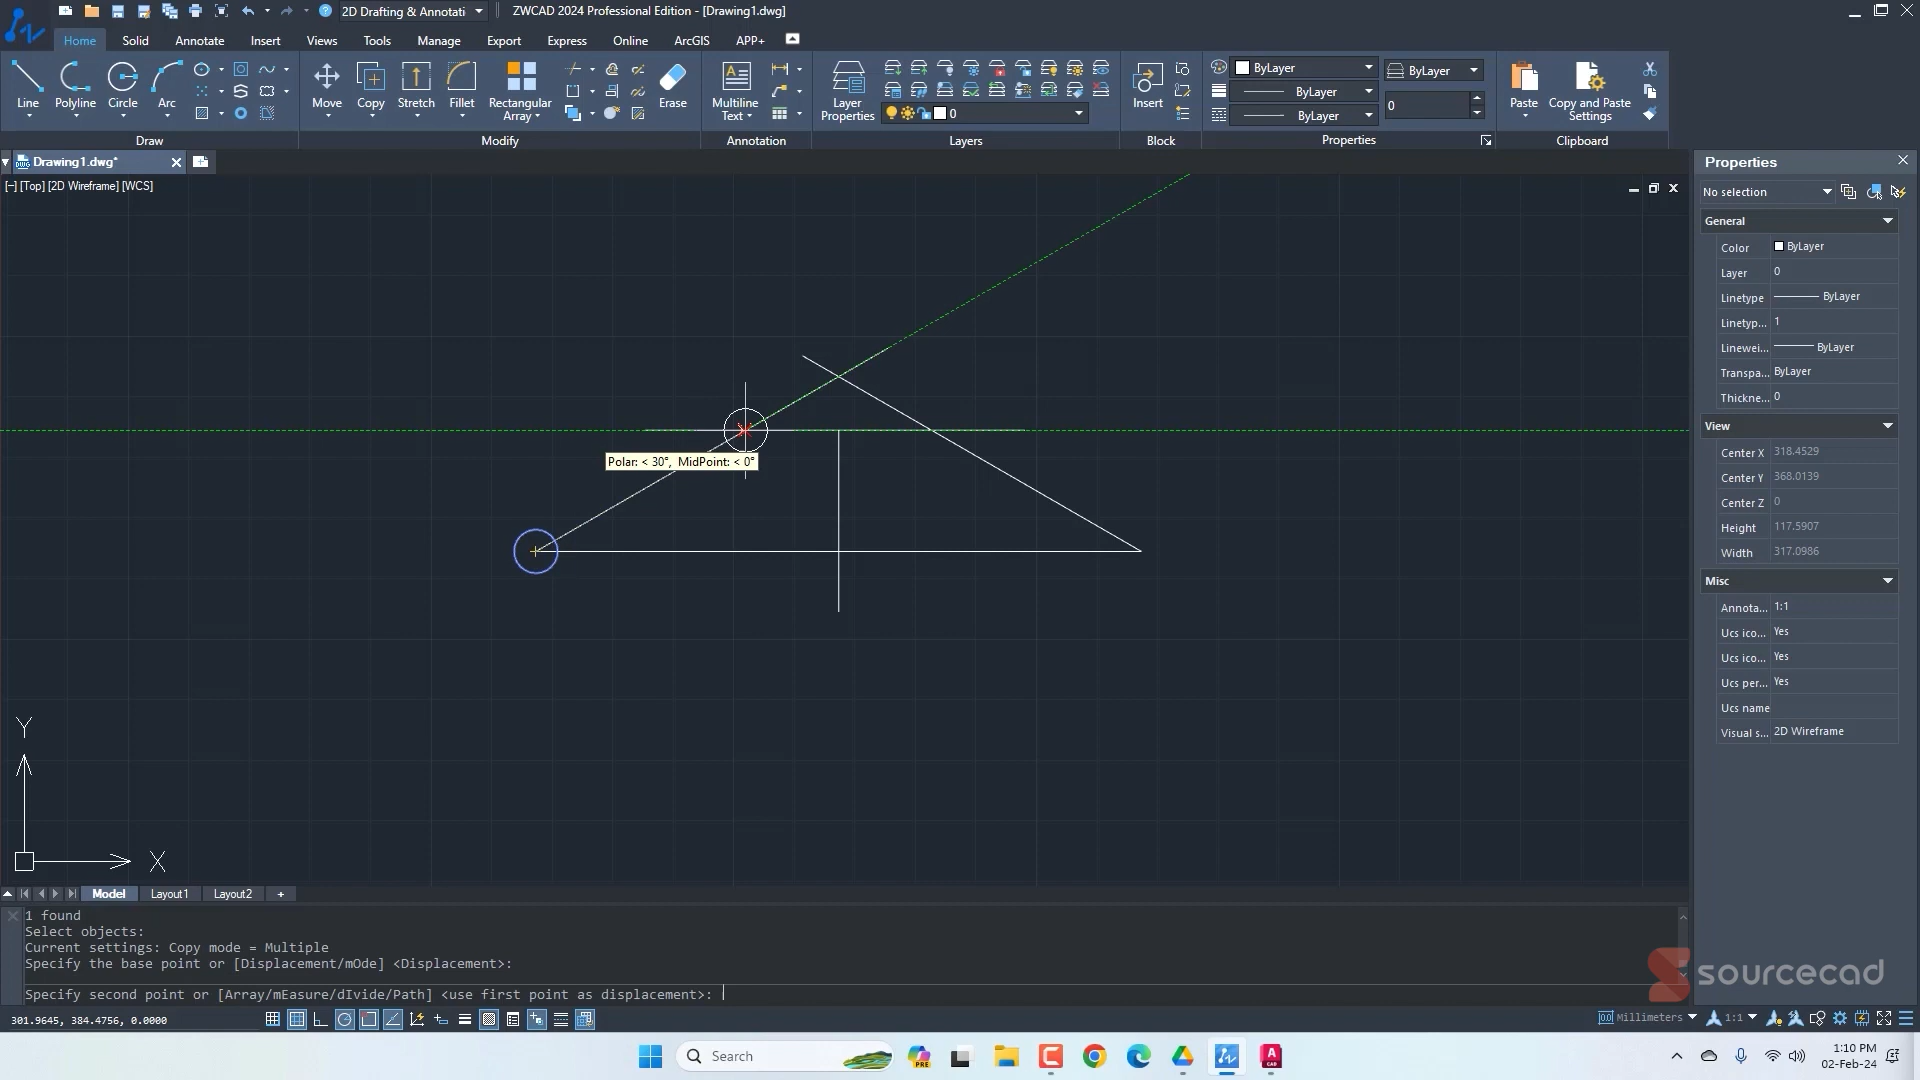 2D Drafting & Annotati
ZWCAD 2024 Professional Edition - [Drawing1.dwg]
Home Solid Annotate Insert Views Tools Manage Export Express Online ArcGIS APP+
Line Polyline Circle Arc
Move Copy Stretch Fillet Rectangular Array Erase
Multiline Text
Layer Properties
0
Insert
ByLayer ByLayer
ByLayer 0
ByLayer
Paste Copy and Paste Settings
Draw Modify Annotation Layers Block Properties Clipboard
Drawing1.dwg*
[−] [Top] [2D Wireframe] [WCS]
Polar: < 30°, MidPoint: < 0°
Y
X
Properties
No selection
General
Color ByLayer
Layer 0
Linetype ByLayer
Linetyp... 1
Linewei... ByLayer
Transpa... ByLayer
Thickne... 0
View
Center X 318.4529
Center Y 368.0139
Center Z 0
Height 117.5907
Width 317.0986
Misc
Annota... 1:1
Ucs ico... Yes
Ucs ico... Yes
Ucs per... Yes
Ucs name
Visual s... 2D Wireframe
Model Layout1 Layout2 +
1 found
Select objects:
Current settings: Copy mode = Multiple
Specify the base point or [Displacement/mOde] <Displacement>:
Specify second point or [Array/mEasure/dIvide/Path] <use first point as displacement>:
sourcecad
301.9645, 384.4756, 0.0000
Millimeters 1:1
Search
PRE
1:10 PM
02-Feb-24